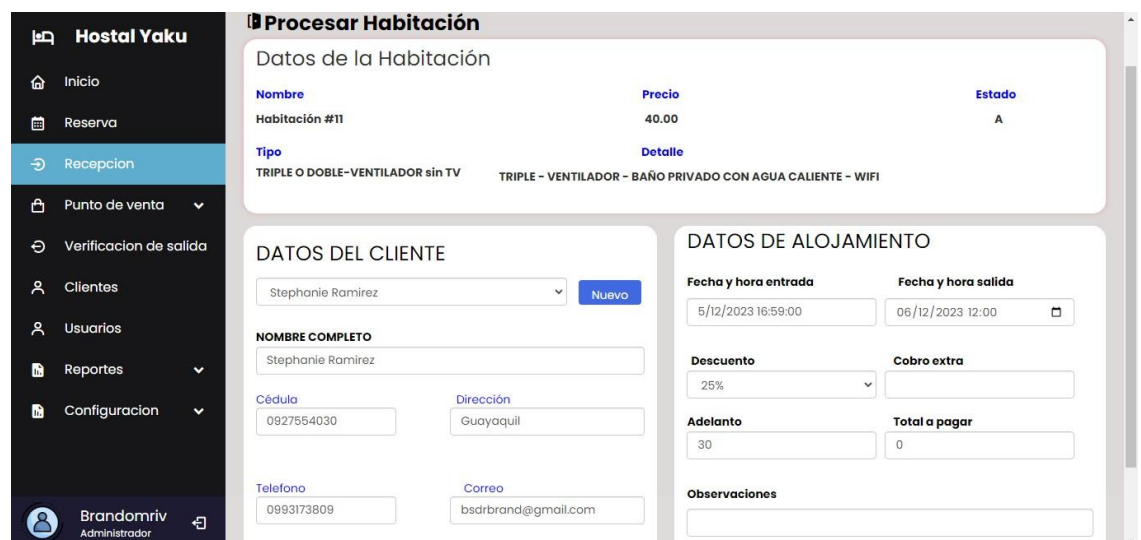 Hostal Yaku
Inicio
Reserva
Recepcion
Punto de venta
Verificacion de salida
Clientes
Usuarios
Reportes
Configuracion
Brandomriv
Administrador
Procesar Habitación
Datos de la Habitación
Nombre Precio Estado
Habitación #11 40.00 A
Tipo Detalle
TRIPLE O DOBLE-VENTILADOR sin TV TRIPLE - VENTILADOR - BAÑO PRIVADO CON AGUA CALIENTE - WIFI
DATOS DEL CLIENTE
Stephanie Ramirez Nuevo
NOMBRE COMPLETO
Stephanie Ramirez
Cédula Dirección
0927554030 Guayaquil
Telefono Correo
0993173809 bsdrbrand@gmail.com
DATOS DE ALOJAMIENTO
Fecha y hora entrada Fecha y hora salida
5/12/2023 16:59:00 06/12/2023 12:00
Descuento Cobro extra
25%
Adelanto Total a pagar
30 0
Observaciones